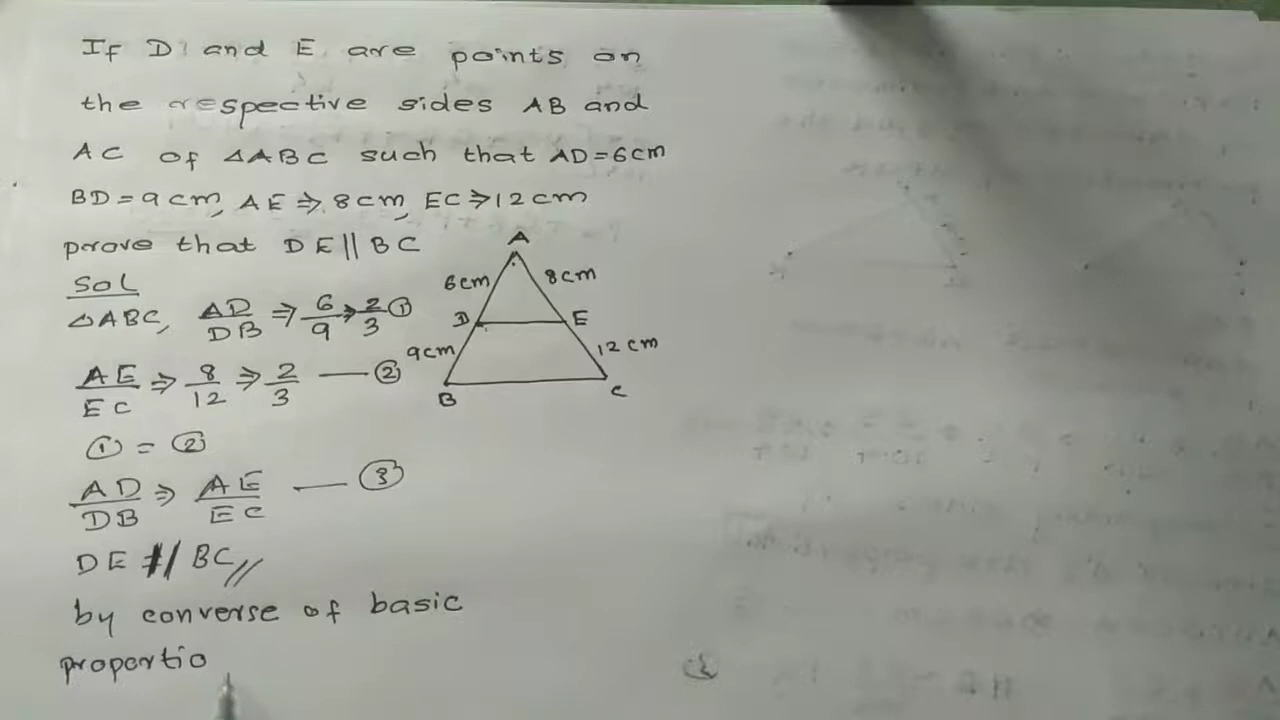 If D and E are points on
the respective sides AB and
AC of △ABC such that AD=6cm
BD=9cm, AE⇒8cm, EC⇒12cm
prove that DE||BC
A
Sol
6cm 8cm
△ABC, AD/DB ⇒ 6/9 ⇒ 2/3 ①
D E
9cm 12cm
AE/EC ⇒ 8/12 ⇒ 2/3 — ②
B C
① = ②
AD/DB ⇒ AE/EC — ③
DE || BC//
by converse of basic
proportio